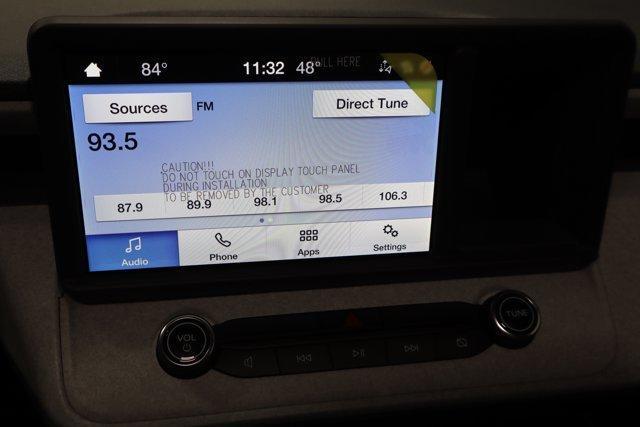 84° 11:32 48° PULL HERE
Sources FM Direct Tune
93.5
CAUTION!!!
DO NOT TOUCH ON DISPLAY TOUCH PANEL
DURING INSTALLATION
TO BE REMOVED BY THE CUSTOMER
87.9 89.9 98.1 98.5 106.3
Audio Phone Apps Settings
VOL TUNE